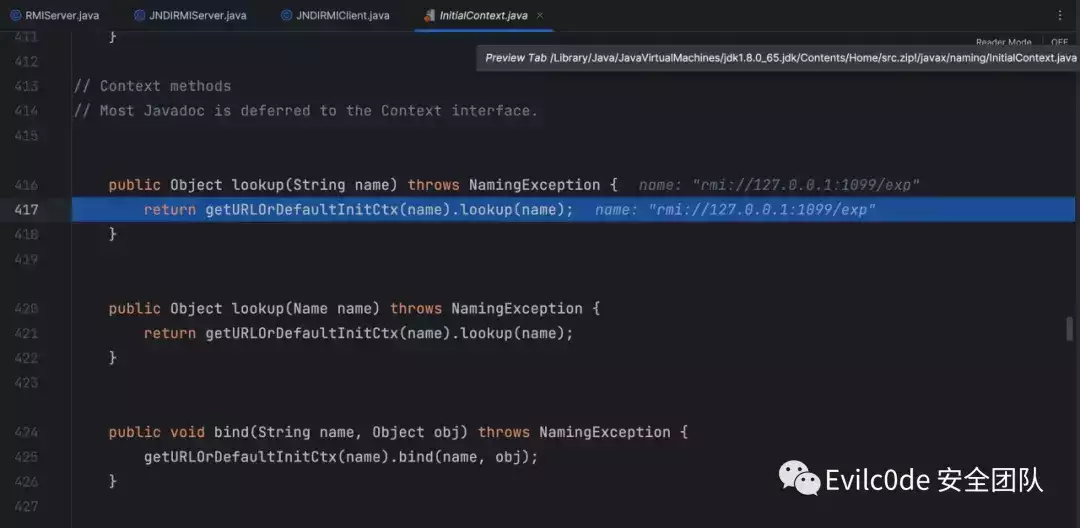 RMIServer.java JNDIRMIServer.java JNDIRMIClient.java InitialContext.java
Reader Mode OFF
Preview Tab /Library/Java/JavaVirtualMachines/jdk1.8.0_65.jdk/Contents/Home/src.zip!/javax/naming/InitialContext.java
411 }
412
413 // Context methods
414 // Most Javadoc is deferred to the Context interface.
415
416 public Object lookup(String name) throws NamingException { name: "rmi://127.0.0.1:1099/exp"
417 return getURLOrDefaultInitCtx(name).lookup(name); name: "rmi://127.0.0.1:1099/exp"
418 }
419
420 public Object lookup(Name name) throws NamingException {
421 return getURLOrDefaultInitCtx(name).lookup(name);
422 }
423
424 public void bind(String name, Object obj) throws NamingException {
425 getURLOrDefaultInitCtx(name).bind(name, obj);
426 }
427
Evilc0de 安全团队